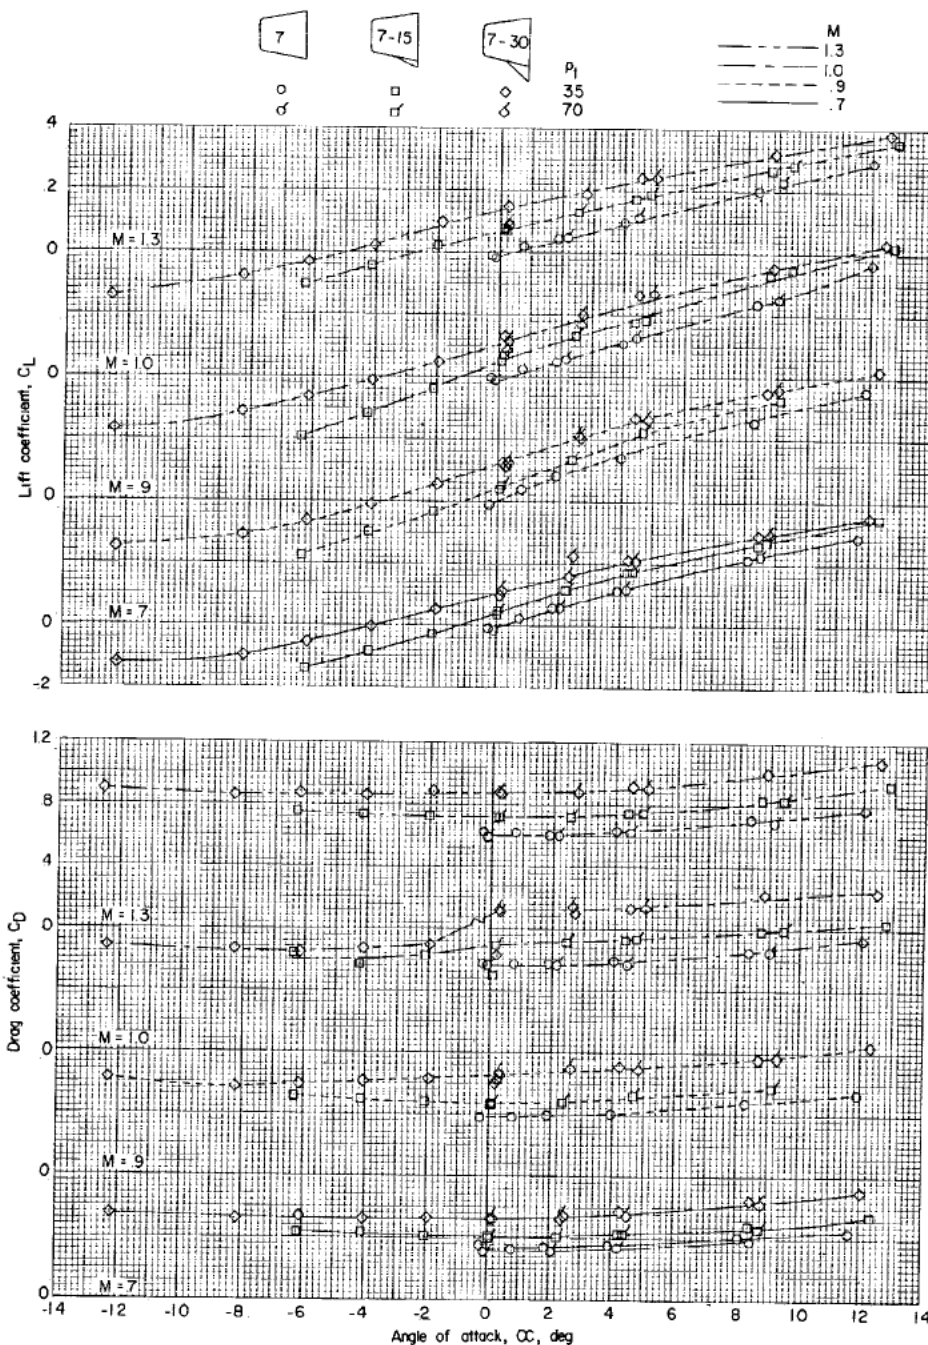 7 7-15 7-30
M
1.3
1.0
.9
.7
Pt
35
70
4
.2
0
M=1.3
0
M=1.0
0
M=9
0
M=7
-2
Lift coefficient, CL
1.2
.8
4
0
M=1.3
0
M=1.0
0
M=.9
0
M=7
Drag coefficient, CD
-14 -12 -10 -8 -6 -4 -2 0 2 4 6 8 10 12 14
Angle of attack, α, deg